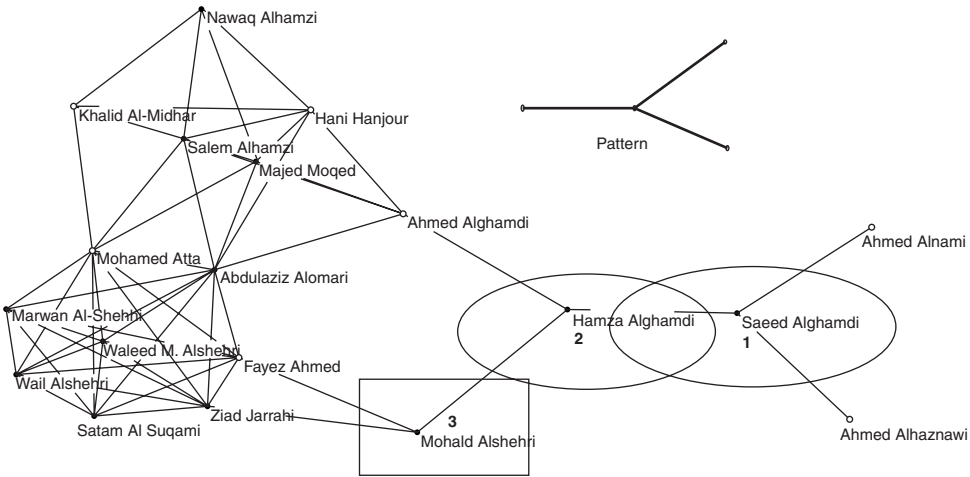 Nawaq Alhamzi
Khalid Al-Midhar
Hani Hanjour
Pattern
Salem Alhamzi
Majed Moqed
Ahmed Alghamdi
Ahmed Alnami
Mohamed Atta
Abdulaziz Alomari
Marwan Al-Shehhi
Hamza Alghamdi
Saeed Alghamdi
2
1
Waleed M. Alshehri
Fayez Ahmed
Wail Alshehri
Ziad Jarrahi
3
Satam Al Suqami
Mohald Alshehri
Ahmed Alhaznawi